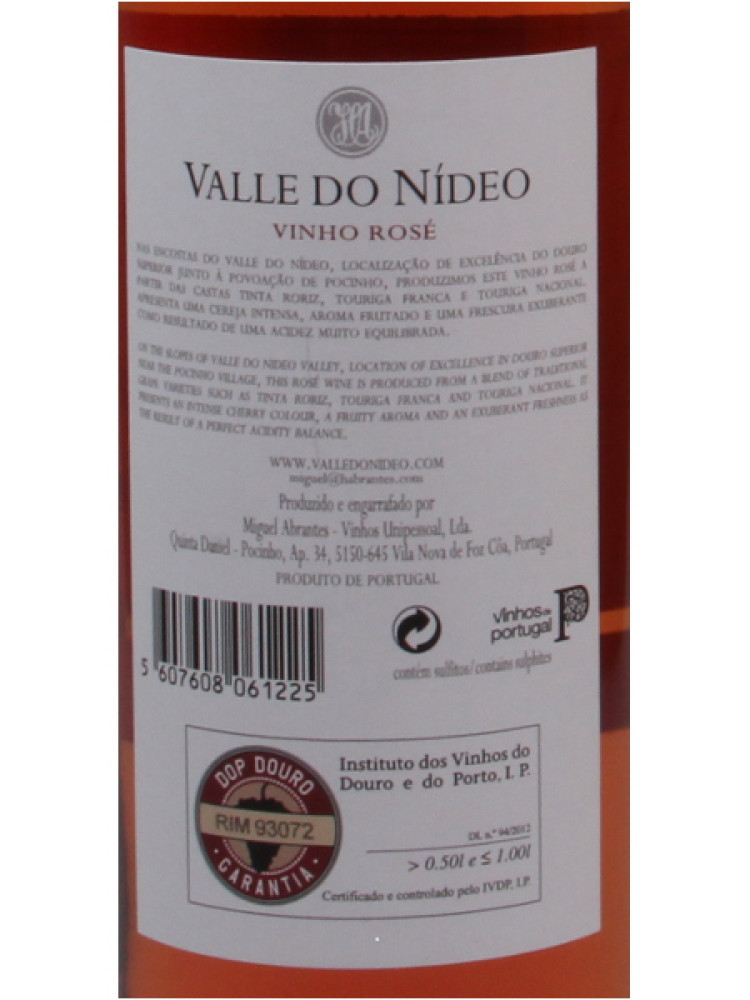 VALLE DO NÍDEO
VINHO ROSÉ
NAS ENCOSTAS DO VALLE DO NÍDEO, LOCALIZAÇÃO DE EXCELÊNCIA DO DOURO
SUPERIOR JUNTO À POVOAÇÃO DE POCINHO, PRODUZIMOS ESTE VINHO ROSÉ A
PARTIR DAS CASTAS TINTA RORIZ, TOURIGA FRANCA E TOURIGA NACIONAL.
APRESENTA UMA CEREJA INTENSA, AROMA FRUTADO E UMA FRESCURA EXUBERANTE
COMO RESULTADO DE UMA ACIDEZ MUITO EQUILIBRADA.
ON THE SLOPES OF VALLE DO NIDEO VALLEY, LOCATION OF EXCELLENCE IN DOURO SUPERIOR
NEAR THE POCINHO VILLAGE, THIS ROSÉ WINE IS PRODUCED FROM A BLEND OF TRADITIONAL
GRAPE VARIETIES SUCH AS TINTA RORIZ, TOURIGA FRANCA AND TOURIGA NACIONAL. IT
PRESENTS AN INTENSE CHERRY COLOUR, A FRUITY AROMA AND AN EXUBERANT FRESHNESS AS
THE RESULT OF A PERFECT ACIDITY BALANCE.
WWW.VALLEDONIDEO.COM
miguel@habrantes.com
Produzido e engarrafado por
Miguel Abrantes - Vinhos Unipessoal, Lda.
Quinta Daniel - Pocinho, Ap. 34, 5150-645 Vila Nova de Foz Côa, Portugal
PRODUTO DE PORTUGAL
5 607608 061225
vinhos de
portugal
contém sulfitos/contains sulphites
DOP DOURO
RIM 93072
GARANTIA
Instituto dos Vinhos do
Douro e do Porto, I. P.
DL n.º 94/2012
> 0.50l e ≤ 1.00l
Certificado e controlado pelo IVDP, I.P.